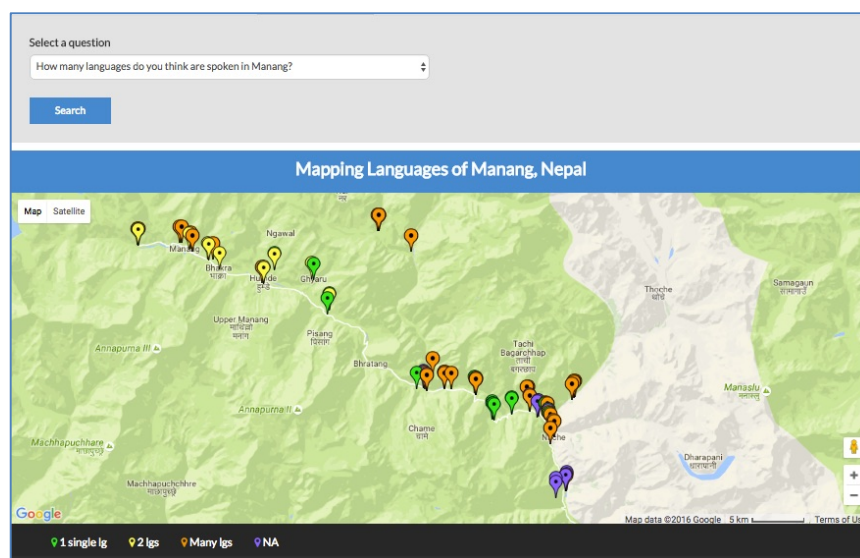 Select a question
How many languages do you think are spoken in Manang?
Search
Mapping Languages of Manang, Nepal
Map Satellite
Ngawal
Manang
Bhakra
भाक्रा
Humde
हुम्डे
Ghyaru
Thoche
थोचे
Samagaun
सामागाउँ
Upper Manang
माथिल्लो
मनाङ
Pisang
पिसाग
Annapurna III
Bhratang
Tachi
Bagarchhap
ताची
बगरछाप
Manaslu
मनास्लु
Annapurna II
Chame
चामे
Machhapuchhare
माछापुच्छ्रे
Dharapani
धारापानी
Machhapuchchhre
माछापुछ्रे
Google
Map data ©2016 Google
5 km
Terms of Us
1 single lg
2 lgs
Many lgs
NA